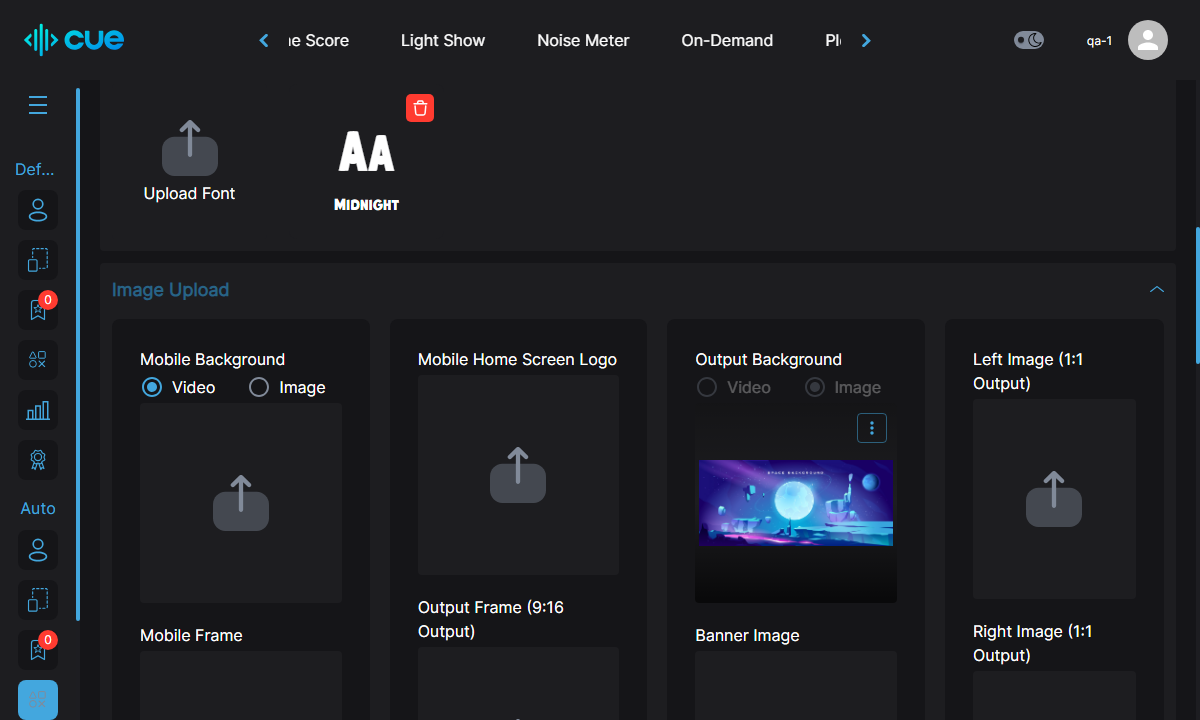 cue
Score
Light Show
Noise Meter
On-Demand
qa-1
Def...
0
Auto
0
Upload Font
AA
MIDNIGHT
Image Upload
Mobile Background
Video
Image
Mobile Frame
Mobile Home Screen Logo
Output Frame (9:16
Output)
Output Background
Video
Image
SPACE BACKGROUND
Banner Image
Left Image (1:1
Output)
Right Image (1:1
Output)